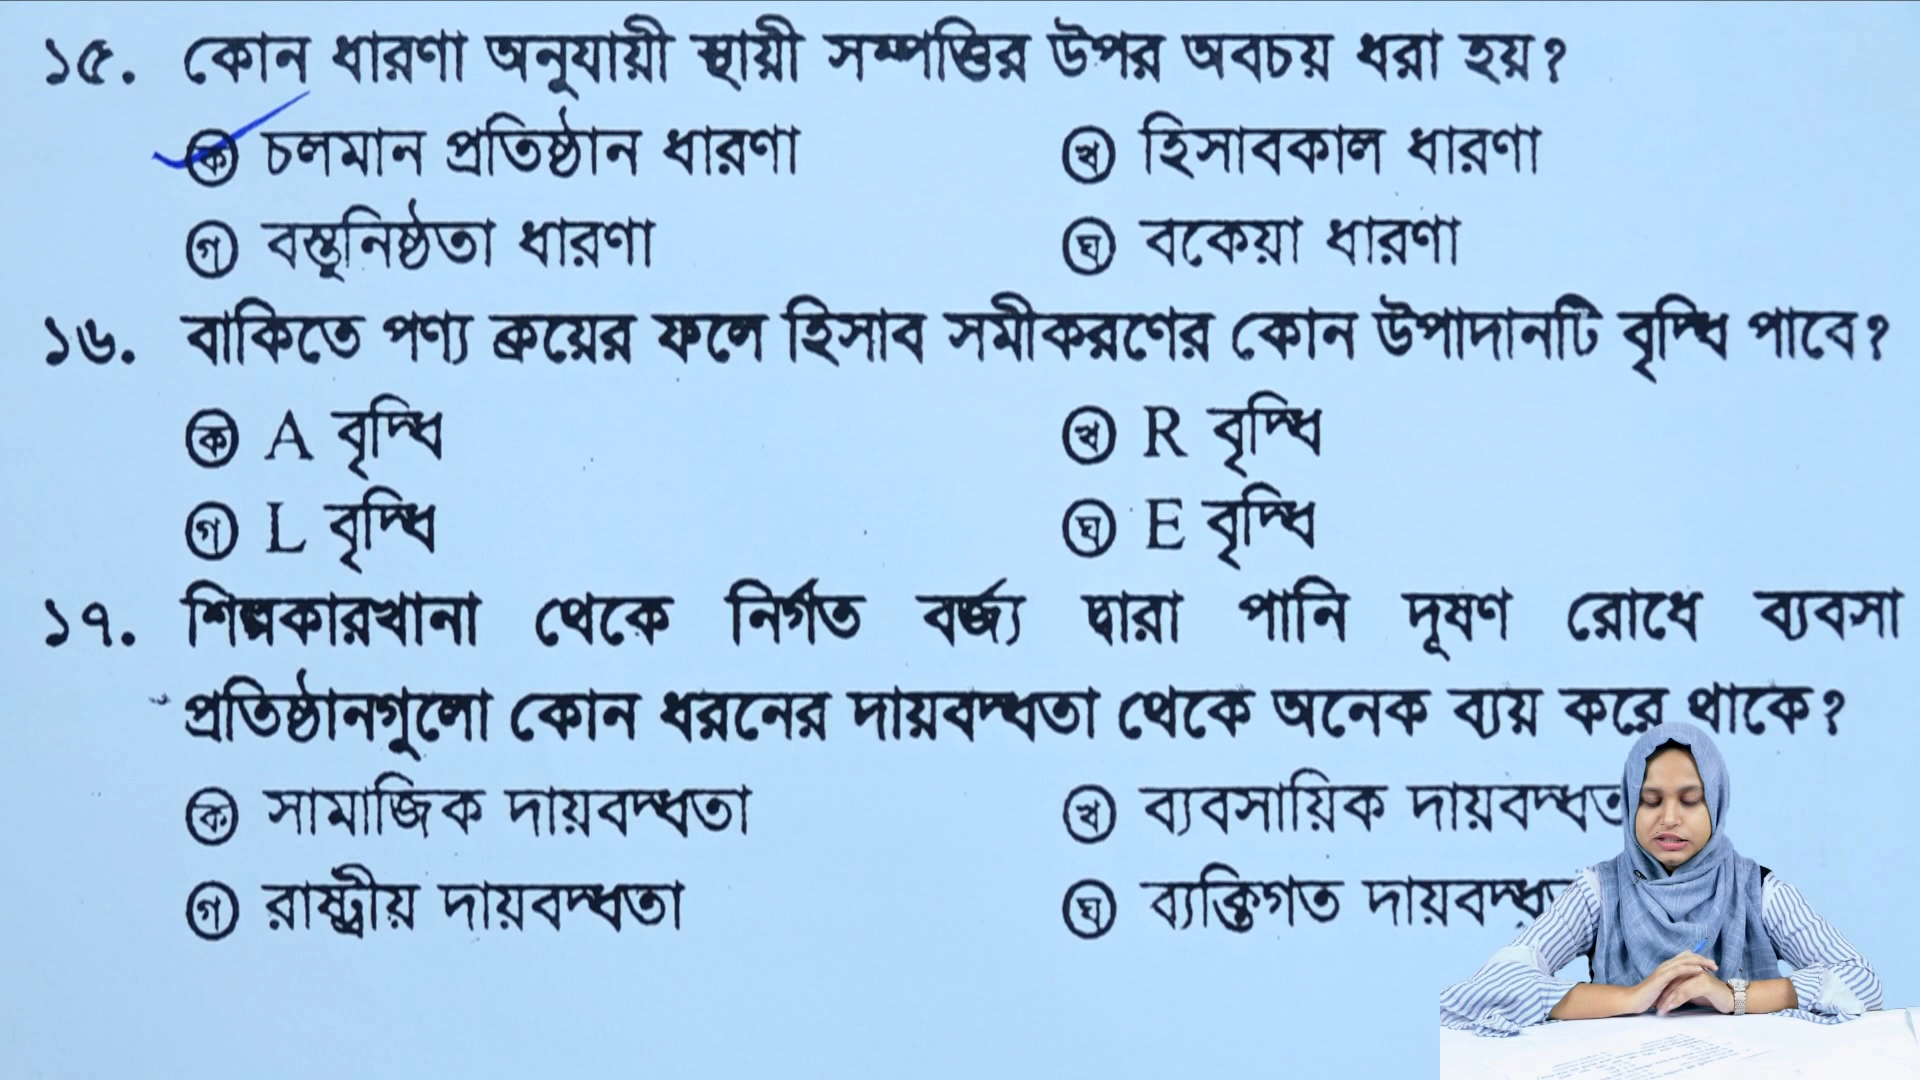 ১৫. কোন ধারণা অনুযায়ী স্থায়ী সম্পত্তির উপর অবচয় ধরা হয়?
ক চলমান প্রতিষ্ঠান ধারণা খ হিসাবকাল ধারণা
গ বস্তুনিষ্ঠতা ধারণা ঘ বকেয়া ধারণা
১৬. বাকিতে পণ্য ক্রয়ের ফলে হিসাব সমীকরণের কোন উপাদানটি বৃদ্ধি পাবে?
ক A বৃদ্ধি খ R বৃদ্ধি
গ L বৃদ্ধি ঘ E বৃদ্ধি
১৭. শিল্পকারখানা থেকে নির্গত বর্জ্য দ্বারা পানি দূষণ রোধে ব্যবসা
প্রতিষ্ঠানগুলো কোন ধরনের দায়বদ্ধতা থেকে অনেক ব্যয় করে থাকে?
ক সামাজিক দায়বদ্ধতা খ ব্যবসায়িক
গ রাষ্ট্রীয় দায়বদ্ধতা ঘ ব্যক্তিগত